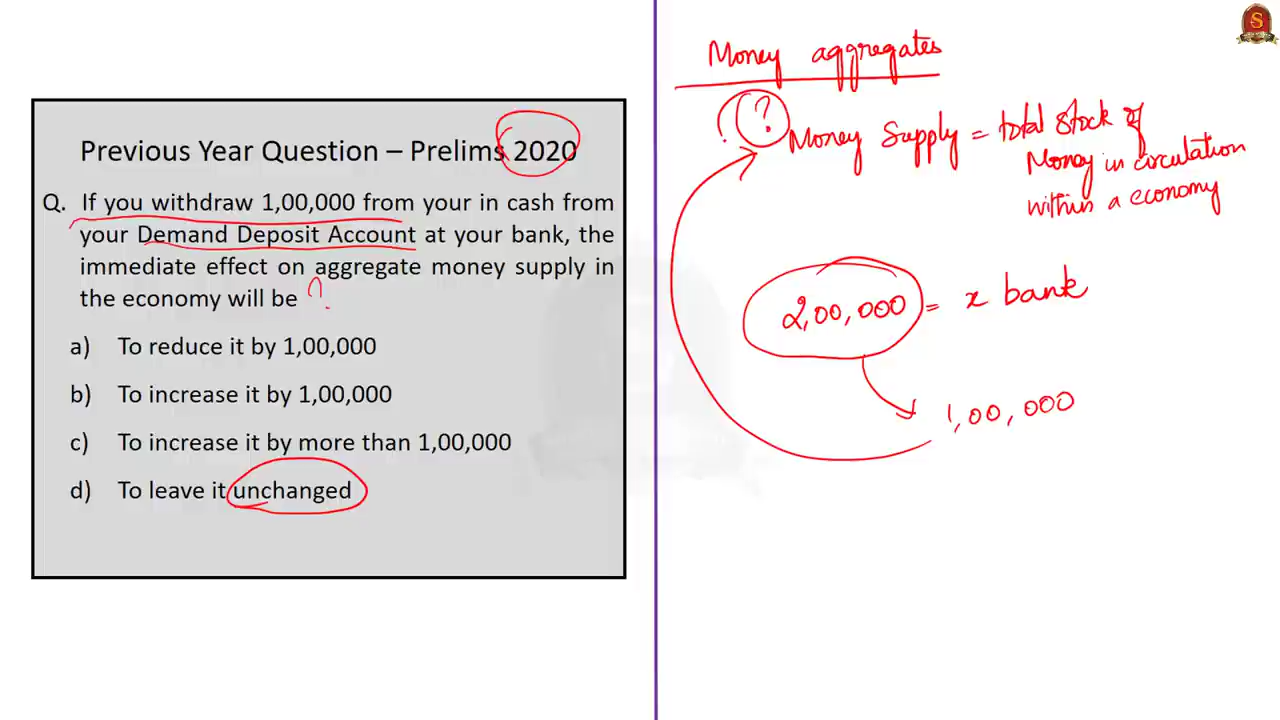 Previous Year Question – Prelims 2020
Q. If you withdraw 1,00,000 from your in cash from
your Demand Deposit Account at your bank, the
immediate effect on aggregate money supply in
the economy will be ?
a) To reduce it by 1,00,000
b) To increase it by 1,00,000
c) To increase it by more than 1,00,000
d) To leave it unchanged
Money aggregates
? Money Supply = total stock of
Money in circulation
within a economy
2,00,000 = x bank
1,00,000
S